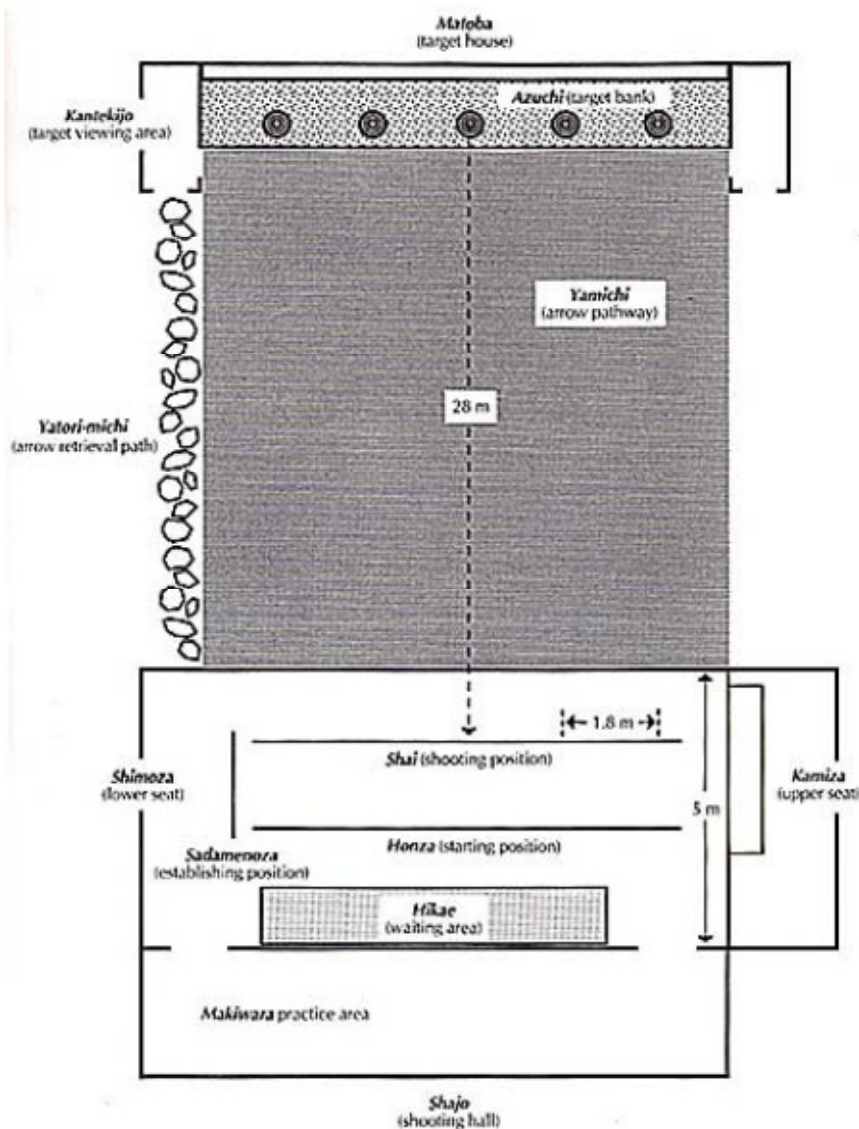 Matoba
(target house)
Azuchi (target bank)
Kantekijo
(target viewing area)
Yamichi
(arrow pathway)
28 m
Yatori-michi
(arrow retrieval path)
1.8 m
Shai (shooting position)
Shimoza
(lower seat)
Kamiza
(upper seat)
5 m
Honza (starting position)
Sadamenoza
(establishing position)
Hikae
(waiting area)
Makiwara practice area
Shajo
(shooting hall)